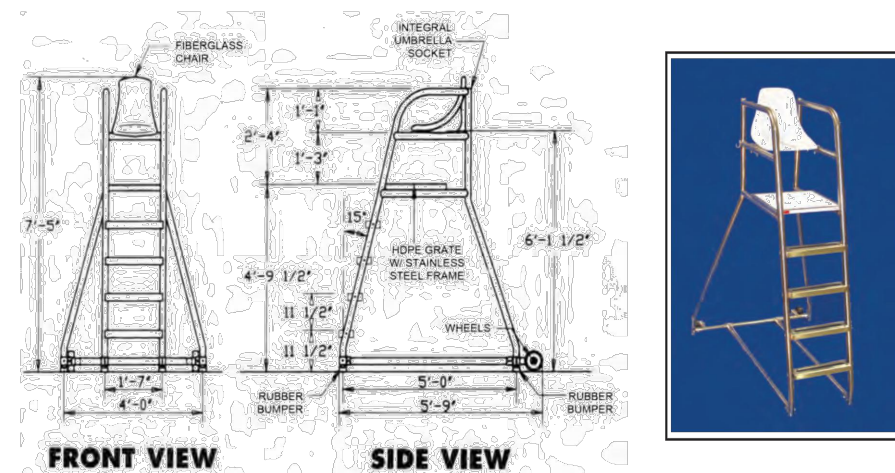 FIBERGLASS
CHAIR
7'-5"
1'-7"
4'-0"
FRONT VIEW
INTEGRAL
UMBRELLA
SOCKET
1'-1"
2'-4"
1'-3"
15°
HDPE GRATE
W/ STAINLESS
STEEL FRAME
6'-1 1/2"
4'-9 1/2"
11 1/2"
11 1/2"
WHEELS
5'-0"
5'-9"
RUBBER
BUMPER
RUBBER
BUMPER
SIDE VIEW